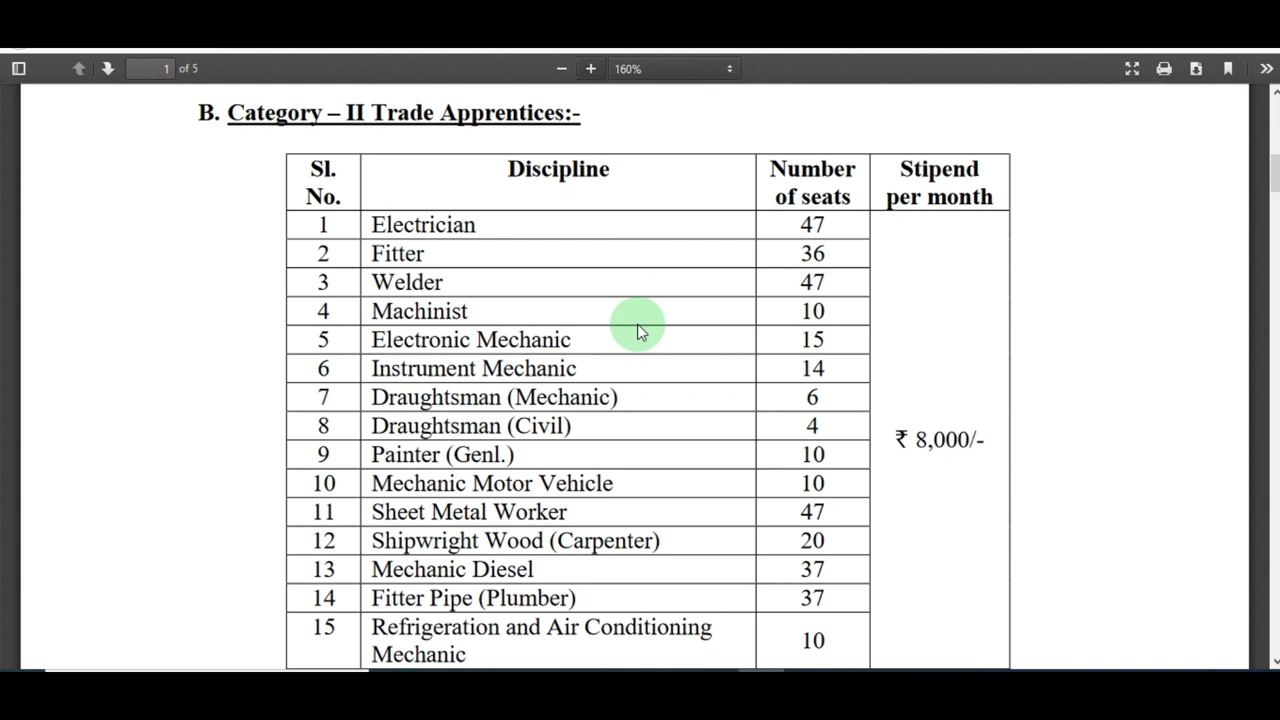 1 of 5
160%
B. Category – II Trade Apprentices:-
Sl. No. Discipline Number of seats Stipend per month
1 Electrician 47
2 Fitter 36
3 Welder 47
4 Machinist 10
5 Electronic Mechanic 15
6 Instrument Mechanic 14
7 Draughtsman (Mechanic) 6
8 Draughtsman (Civil) 4
₹ 8,000/-
9 Painter (Genl.) 10
10 Mechanic Motor Vehicle 10
11 Sheet Metal Worker 47
12 Shipwright Wood (Carpenter) 20
13 Mechanic Diesel 37
14 Fitter Pipe (Plumber) 37
15 Refrigeration and Air Conditioning
Mechanic 10